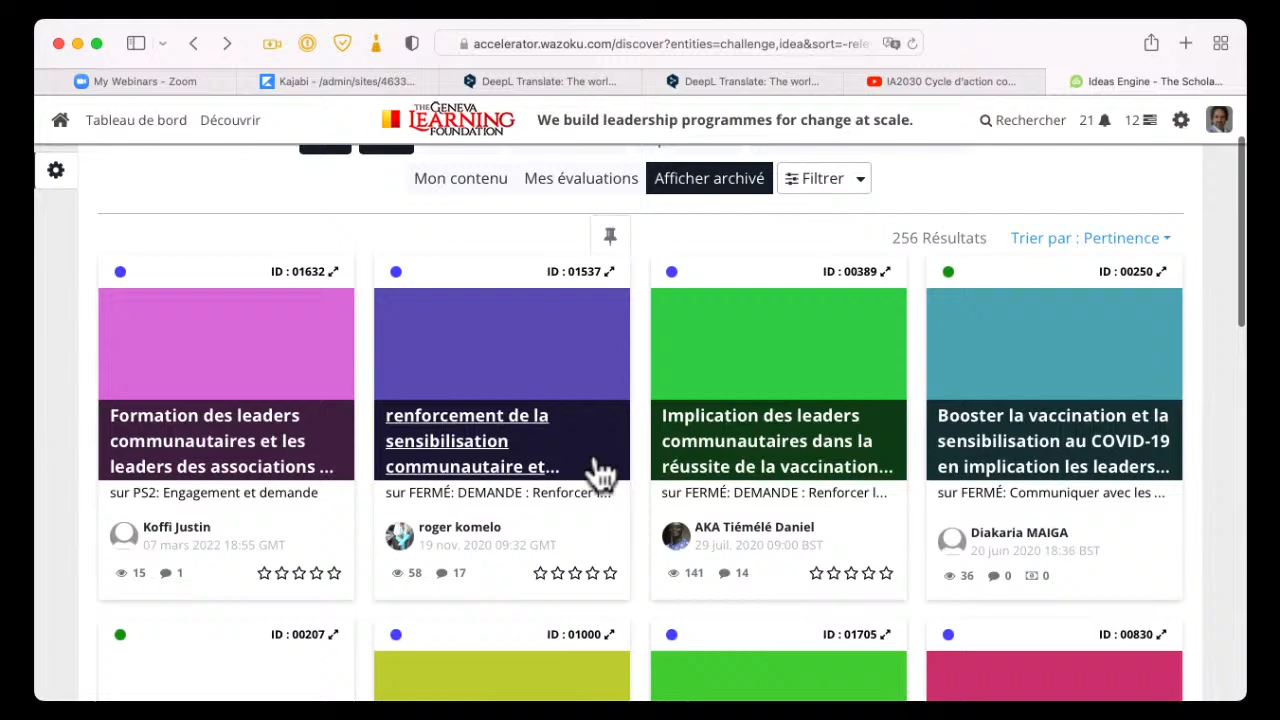 accelerator.wazoku.com/discover?entities=challenge,idea&sort=-rele
My Webinars - Zoom
Kajabi - /admin/sites/4633...
DeepL Translate: The worl...
DeepL Translate: The worl...
IA2030 Cycle d'action co...
Ideas Engine - The Schola...
Tableau de bord
Découvrir
THE GENEVA LEARNING FOUNDATION
We build leadership programmes for change at scale.
Rechercher
21
12
Mon contenu
Mes évaluations
Afficher archivé
Filtrer
256 Résultats
Trier par : Pertinence
ID : 01632
Formation des leaders
communautaires et les
leaders des associations ...
sur PS2: Engagement et demande
Koffi Justin
07 mars 2022 18:55 GMT
15
1
ID : 01537
renforcement de la
sensibilisation
communautaire et...
sur FERMÉ: DEMANDE : Renforcer l...
roger komelo
19 nov. 2020 09:32 GMT
58
17
ID : 00389
Implication des leaders
communautaires dans la
réussite de la vaccination...
sur FERMÉ: DEMANDE : Renforcer l...
AKA Tiémélé Daniel
29 juil. 2020 09:00 BST
141
14
ID : 00250
Booster la vaccination et la
sensibilisation au COVID-19
en implication les leaders...
sur FERMÉ: Communiquer avec les ...
Diakaria MAIGA
20 juin 2020 18:36 BST
36
0
0
ID : 00207
ID : 01000
ID : 01705
ID : 00830